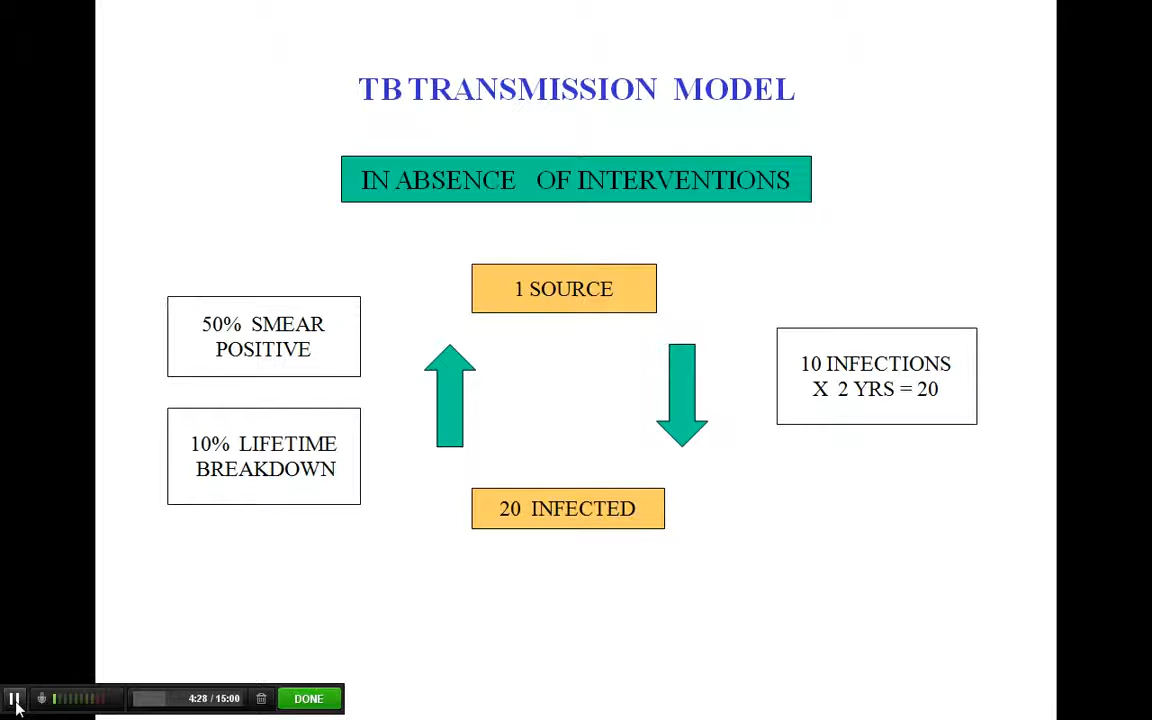 TB TRANSMISSION MODEL
IN ABSENCE OF INTERVENTIONS
1 SOURCE
50% SMEAR
POSITIVE
10 INFECTIONS
X 2 YRS = 20
10% LIFETIME
BREAKDOWN
20 INFECTED
4:28 / 15:00
DONE